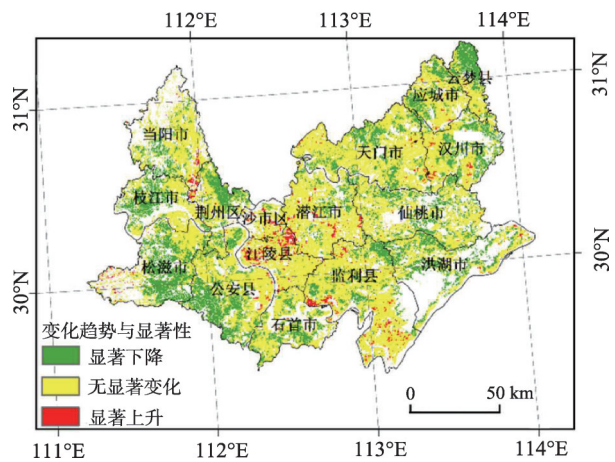 112°E
113°E
114°E
31°N
31°N
30°N
30°N
云梦县
应城市
当阳市
天门市
汉川市
枝江市
荆州区
沙市区
潜江市
仙桃市
江陵县
松滋市
公安县
监利县
洪湖市
石首市
变化趋势与显著性
显著下降
无显著变化
显著上升
0 50 km
111°E
112°E
113°E
114°E